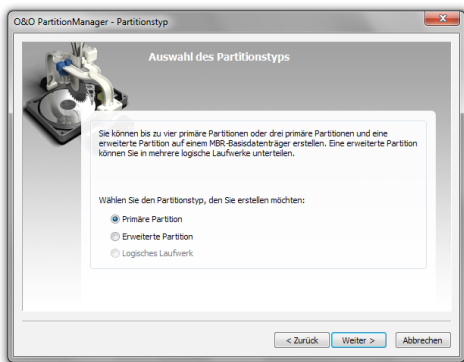 O&O PartitionManager - Partitionstyp
Auswahl des Partitionstyps
Sie können bis zu vier primäre Partitionen oder drei primäre Partitionen und eine
erweiterte Partition auf einem MBR-Basisdatenträger erstellen. Eine erweiterte Partition
können Sie in mehrere logische Laufwerke unterteilen.
Wählen Sie den Partitionstyp, den Sie erstellen möchten:
Primäre Partition
Erweiterte Partition
Logisches Laufwerk
< Zurück
Weiter >
Abbrechen